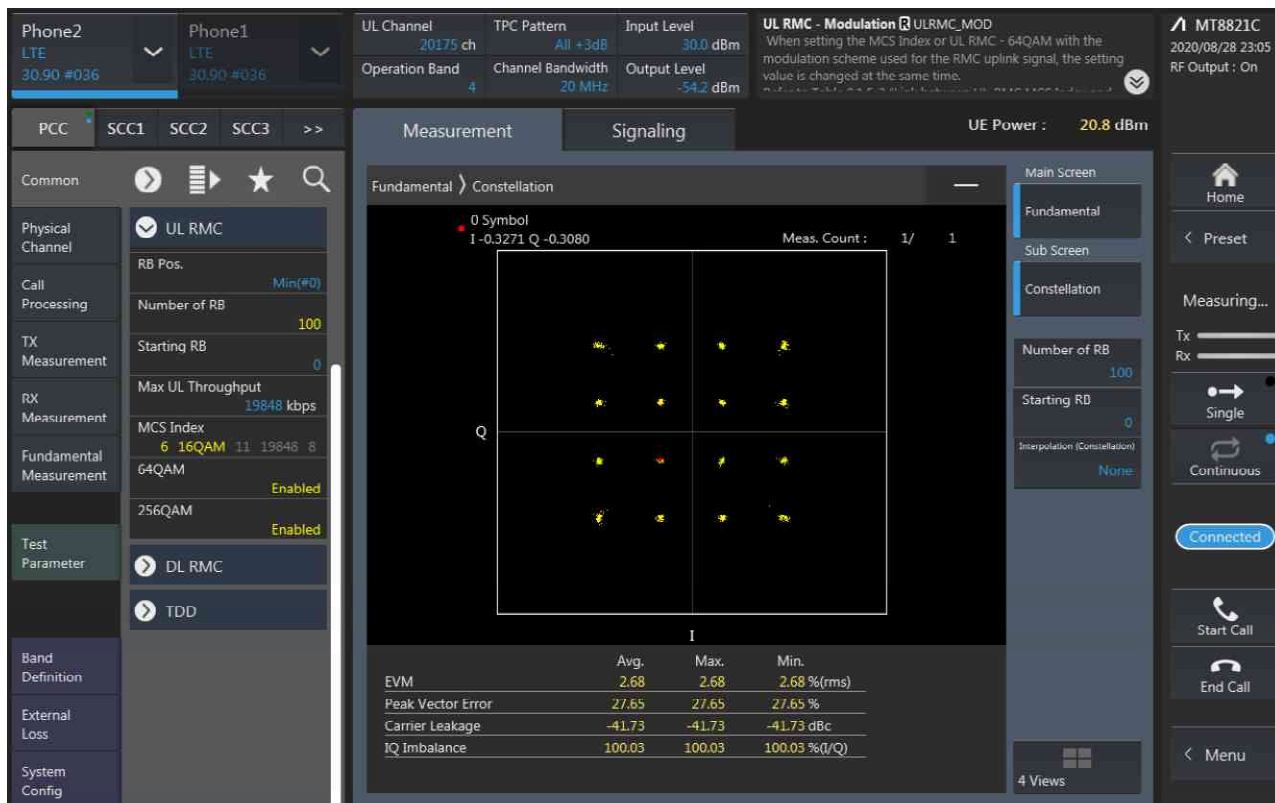 Phone2
LTE
30.90 #036
Phone1
LTE
30.90 #036
UL Channel
20175 ch
TPC Pattern
All +3dB
Input Level
30.0 dBm
Operation Band
4
Channel Bandwidth
20 MHz
Output Level
-54.2 dBm
UL RMC - Modulation R ULRMC_MOD
When setting the MCS Index or UL RMC - 64QAM with the
modulation scheme used for the RMC uplink signal, the setting
value is changed at the same time.
MT8821C
2020/08/28 23:05
RF Output : On
PCC SCC1 SCC2 SCC3 >>
Measurement
Signaling
UE Power : 20.8 dBm
Common
Physical
Channel
Call
Processing
TX
Measurement
RX
Measurement
Fundamental
Measurement
Test
Parameter
Band
Definition
External
Loss
System
Config
UL RMC
RB Pos.
Min(#0)
Number of RB
100
Starting RB
0
Max UL Throughput
19848 kbps
MCS Index
6 16QAM 11 19848 8
64QAM
Enabled
256QAM
Enabled
DL RMC
TDD
Fundamental ⟩ Constellation
0 Symbol
I -0.3271 Q -0.3080
Meas. Count : 1/ 1
Q
I
Avg. Max. Min.
EVM 2.68 2.68 2.68 %(rms)
Peak Vector Error 27.65 27.65 27.65 %
Carrier Leakage -41.73 -41.73 -41.73 dBc
IQ Imbalance 100.03 100.03 100.03 %(I/Q)
Main Screen
Fundamental
Sub Screen
Constellation
Number of RB
100
Starting RB
0
Interpolation (Constellation)
None
4 Views
Home
< Preset
Measuring...
Tx
Rx
Single
Continuous
Connected
Start Call
End Call
< Menu